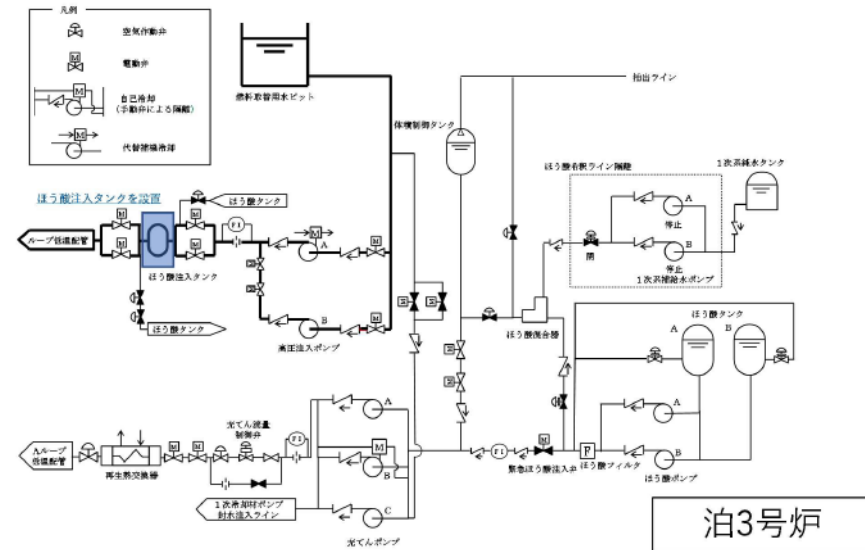 凡例
空気作動弁
M
電動弁
M
自己冷却
(手動弁による隔離)
M
代替補機冷却
燃料取替用水ピット
抽出ライン
体積制御タンク
ほう酸希釈ライン隔離
1次系純水タンク
A
停止
B
閉
停止
1次系補給水ポンプ
ほう酸注入タンクを設置
ほう酸タンク
M
M
FI
M
A
M
ループ低温配管
M
M
ほう酸注入タンク
M
M
B
M
ほう酸タンク
高圧注入ポンプ
M
M
ほう酸混合器
ほう酸タンク
A
B
M
M
充てん流量
制御弁
A
Aループ
低温配管
M
M
FI
M
B
再生熱交換器
FI
M
F
A
B
緊急ほう酸注入弁
ほう酸フィルタ
ほう酸ポンプ
1次冷却材ポンプ
封水注入ライン
C
充てんポンプ
泊3号炉